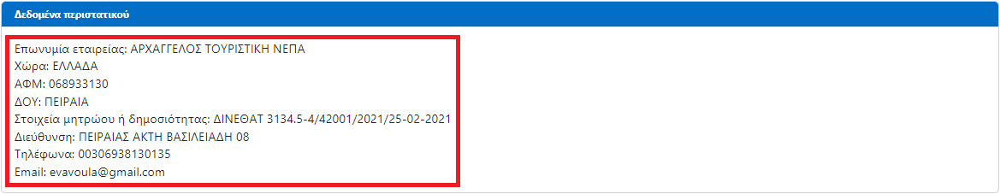 Δεδομένα περιστατικού
Επωνυμία εταιρείας: ΑΡΧΑΓΓΕΛΟΣ ΤΟΥΡΙΣΤΙΚΗ ΝΕΠΑ
Χώρα: ΕΛΛΑΔΑ
ΑΦΜ: 068933130
ΔΟΥ: ΠΕΙΡΑΙΑ
Στοιχεία μητρώου ή δημοσιότητας: ΔΙΝΕΘΑΤ 3134.5-4/42001/2021/25-02-2021
Διεύθυνση: ΠΕΙΡΑΙΑΣ ΑΚΤΗ ΒΑΣΙΛΕΙΑΔΗ 08
Τηλέφωνα: 00306938130135
Email: evavoula@gmail.com